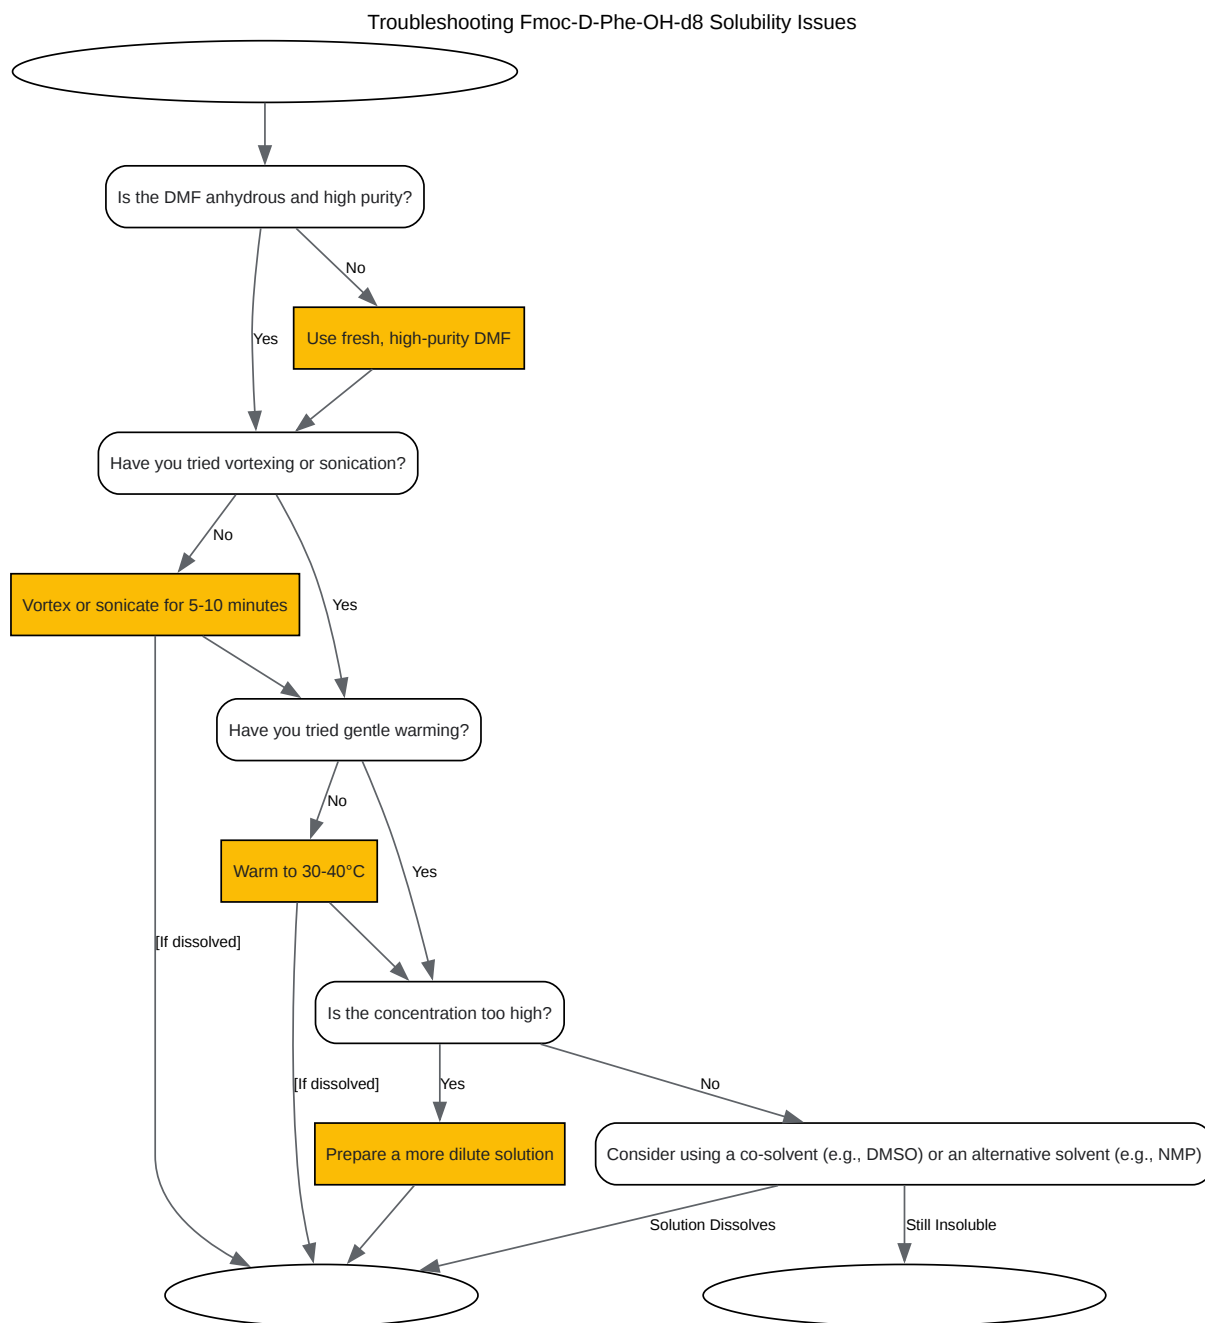 Troubleshooting Fmoc-D-Phe-OH-d8 Solubility Issues
Is the DMF anhydrous and high purity?
No
Use fresh, high-purity DMF
Yes
Have you tried vortexing or sonication?
No
Vortex or sonicate for 5-10 minutes
Yes
Have you tried gentle warming?
No
Warm to 30-40°C
Yes
[If dissolved]
Is the concentration too high?
[If dissolved]
Yes
No
Prepare a more dilute solution
Consider using a co-solvent (e.g., DMSO) or an alternative solvent (e.g., NMP)
Solution Dissolves
Still Insoluble